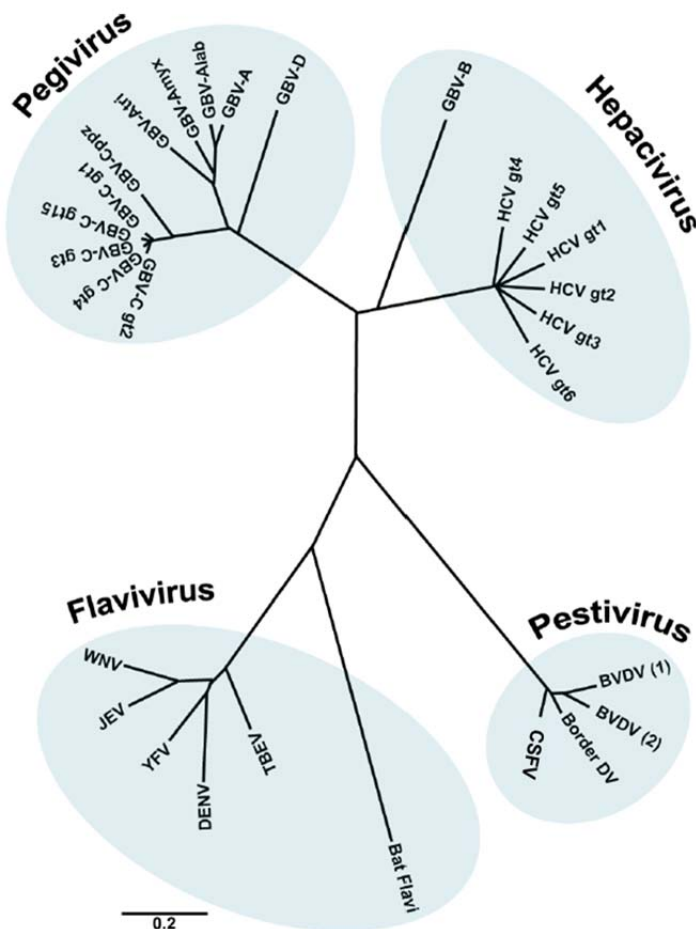 Pegivirus
GBV-Atri
GBV-Amyx
GBV-Alab
GBV-A
GBV-D
GBV-Cppz
GBV-C gt1
GBV-C gt15
GBV-C gt3
GBV-C gt4
GBV-C gt2
Hepacivirus
GBV-B
HCV gt4
HCV gt5
HCV gt1
HCV gt2
HCV gt3
HCV gt6
Flavivirus
WNV
JEV
YFV
DENV
TBEV
Bat Flavi
Pestivirus
BVDV (1)
BVDV (2)
Border DV
CSFV
0.2